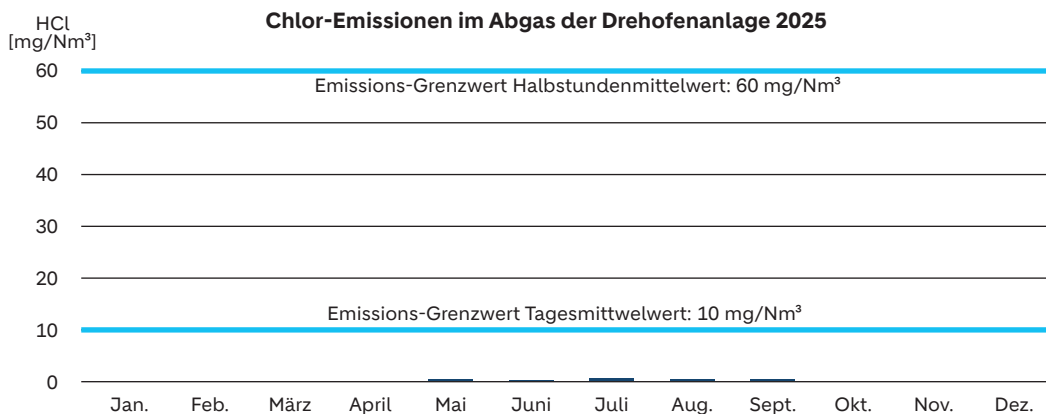 Chlor-Emissionen im Abgas der Drehofenanlage 2025
HCl
[mg/Nm³]
60
Emissions-Grenzwert Halbstundenmittelwert: 60 mg/Nm³
50
40
30
20
Emissions-Grenzwert Tagesmittwelwert: 10 mg/Nm³
10
0
Jan. Feb. März April Mai Juni Juli Aug. Sept. Okt. Nov. Dez.